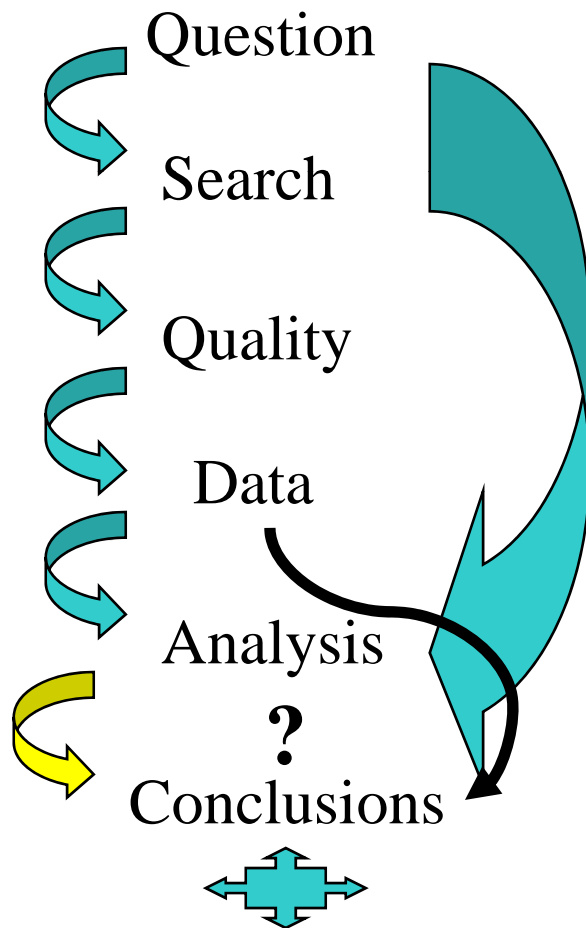 Question
Search
Quality
Data
Analysis
?
Conclusions